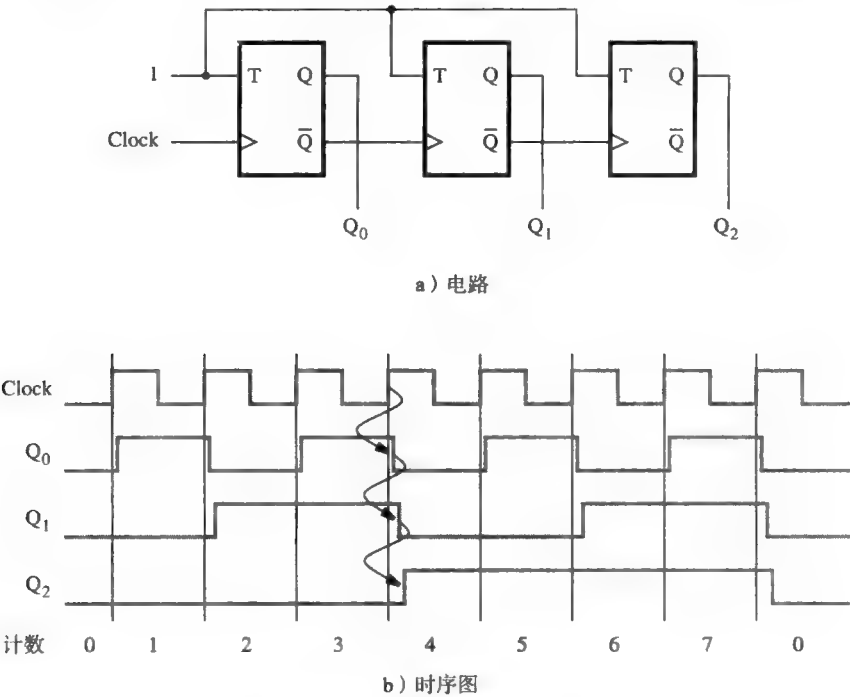 1 T Q T Q T Q
Clock Q̅ Q̅ Q̅
Q₀ Q₁ Q₂
a）电路
Clock
Q₀
Q₁
Q₂
计数 0 1 2 3 4 5 6 7 0
b）时序图